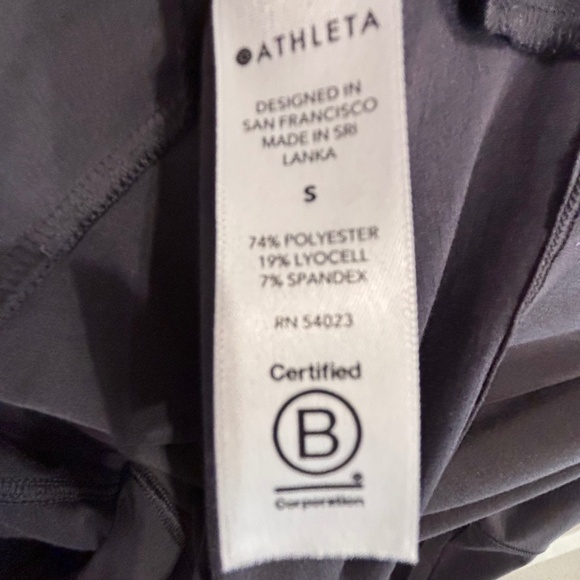 ATHLETA
DESIGNED IN
SAN FRANCISCO
MADE IN SRI
LANKA
S
74% POLYESTER
19% LYOCELL
7% SPANDEX
RN 54023
Certified
B
Corporation